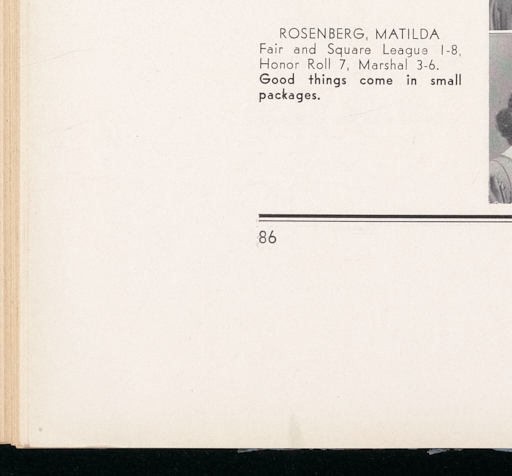 ROSENBERG, MATILDA
Fair and Square League 1-8,
Honor Roll 7, Marshal 3-6.
Good things come in small
packages.
86